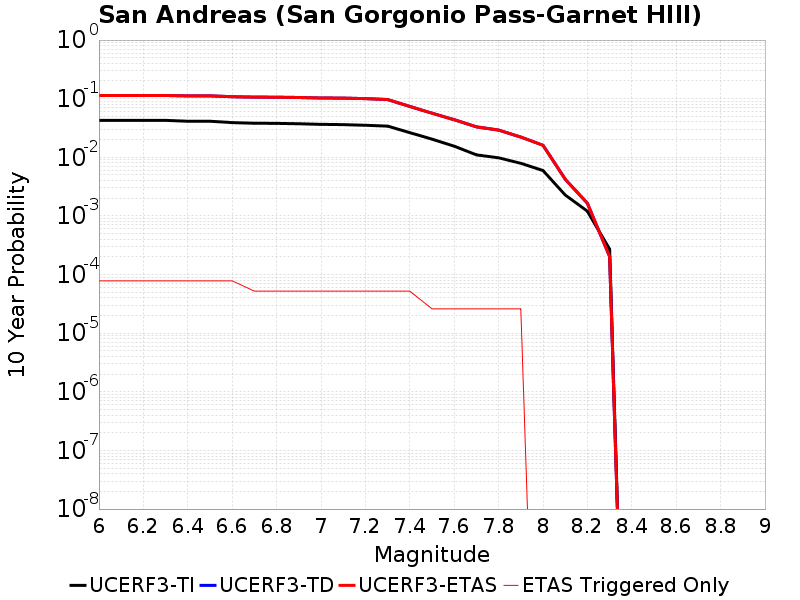 San Andreas (San Gorgonio Pass-Garnet HIll)
10^0
10^-1
10^-2
10^-3
10^-4
10^-5
10^-6
10^-7
10^-8
10 Year Probability
6 6.2 6.4 6.6 6.8 7 7.2 7.4 7.6 7.8 8 8.2 8.4 8.6 8.8 9
Magnitude
UCERF3-TI UCERF3-TD UCERF3-ETAS ETAS Triggered Only